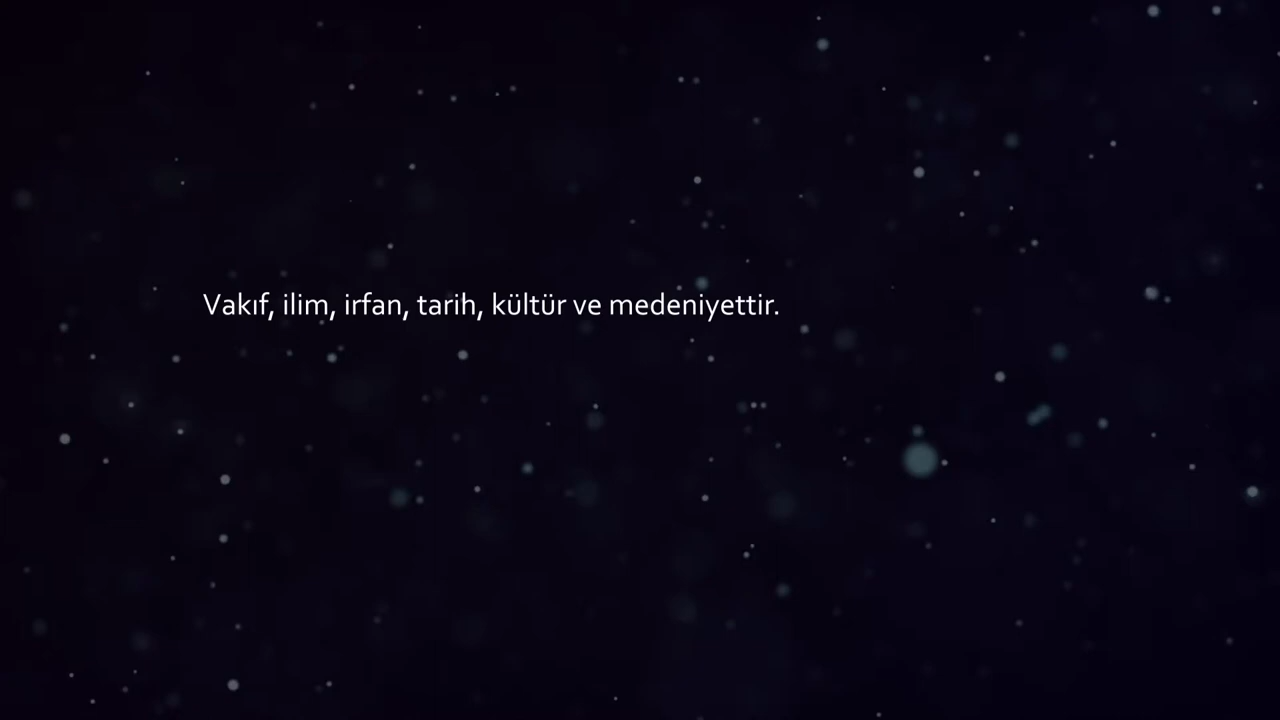 Vakıf, ilim, irfan, tarih, kültür ve medeniyettir.